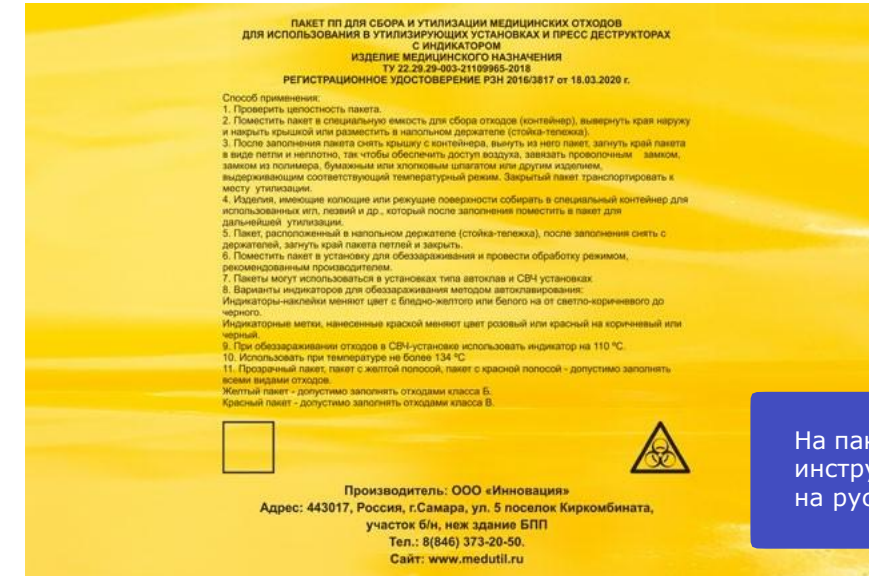 ПАКЕТ ПП ДЛЯ СБОРА И УТИЛИЗАЦИИ МЕДИЦИНСКИХ ОТХОДОВ
ДЛЯ ИСПОЛЬЗОВАНИЯ В УТИЛИЗИРУЮЩИХ УСТАНОВКАХ И ПРЕСС ДЕСТРУКТОРАХ
С ИНДИКАТОРОМ
ИЗДЕЛИЕ МЕДИЦИНСКОГО НАЗНАЧЕНИЯ
ТУ 22.29.29-003-21109965-2018
РЕГИСТРАЦИОННОЕ УДОСТОВЕРЕНИЕ РЗН 2016/3817 от 18.03.2020 г.
Способ применения:
1. Проверить целостность пакета.
2. Поместить пакет в специальную емкость для сбора отходов (контейнер), вывернуть края наружу
и накрыть крышкой или разместить в напольном держателе (стойка-тележка).
3. После заполнения пакета снять крышку с контейнера, вынуть из него пакет, загнуть край пакета
в виде петли и неплотно, так чтобы обеспечить доступ воздуха, завязать проволочным замком,
замком из полимера, бумажным или хлопковым шпагатом или другим изделием,
выдерживающим соответствующий температурный режим. Закрытый пакет транспортировать к
месту утилизации.
4. Изделия, имеющие колющие или режущие поверхности собирать в специальный контейнер для
использованных игл, лезвий и др., который после заполнения поместить в пакет для
дальнейшей утилизации.
5. Пакет, расположенный в напольном держателе (стойка-тележка), после заполнения снять с
держателей, загнуть край пакета петлей и закрыть.
6. Поместить пакет в установку для обеззараживания и провести обработку режимом,
рекомендованным производителем.
7. Пакеты могут использоваться в установках типа автоклав и СВЧ установках
8. Варианты индикаторов для обеззараживания методом автоклавирования:
Индикаторы-наклейки меняют цвет с бледно-желтого или белого на от светло-коричневого до
черного.
Индикаторные метки, нанесенные краской меняют цвет розовый или красный на коричневый или
черный.
9. При обеззараживании отходов в СВЧ-установке использовать индикатор на 110 ºС.
10. Использовать при температуре не более 134 ºС
11. Прозрачный пакет, пакет с желтой полосой, пакет с красной полосой - допустимо заполнять
всеми видами отходов.
Желтый пакет - допустимо заполнять отходами класса Б.
Красный пакет - допустимо заполнять отходами класса В.
Производитель: ООО «Инновация»
Адрес: 443017, Россия, г.Самара, ул. 5 поселок Киркомбината,
участок б/н, неж здание БПП
Тел.: 8(846) 373-20-50.
Сайт: www.medutil.ru
На пак
инстру
на рус